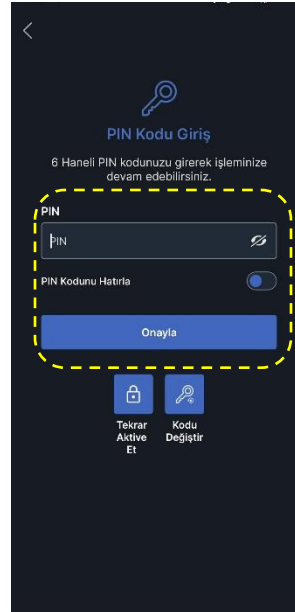 PIN Kodu Giriş
6 Haneli PIN kodunuzu girerek işleminize
devam edebilirsiniz.
PIN
PIN
PIN Kodunu Hatırla
Onayla
Tekrar
Aktive
Et
Kodu
Değiştir